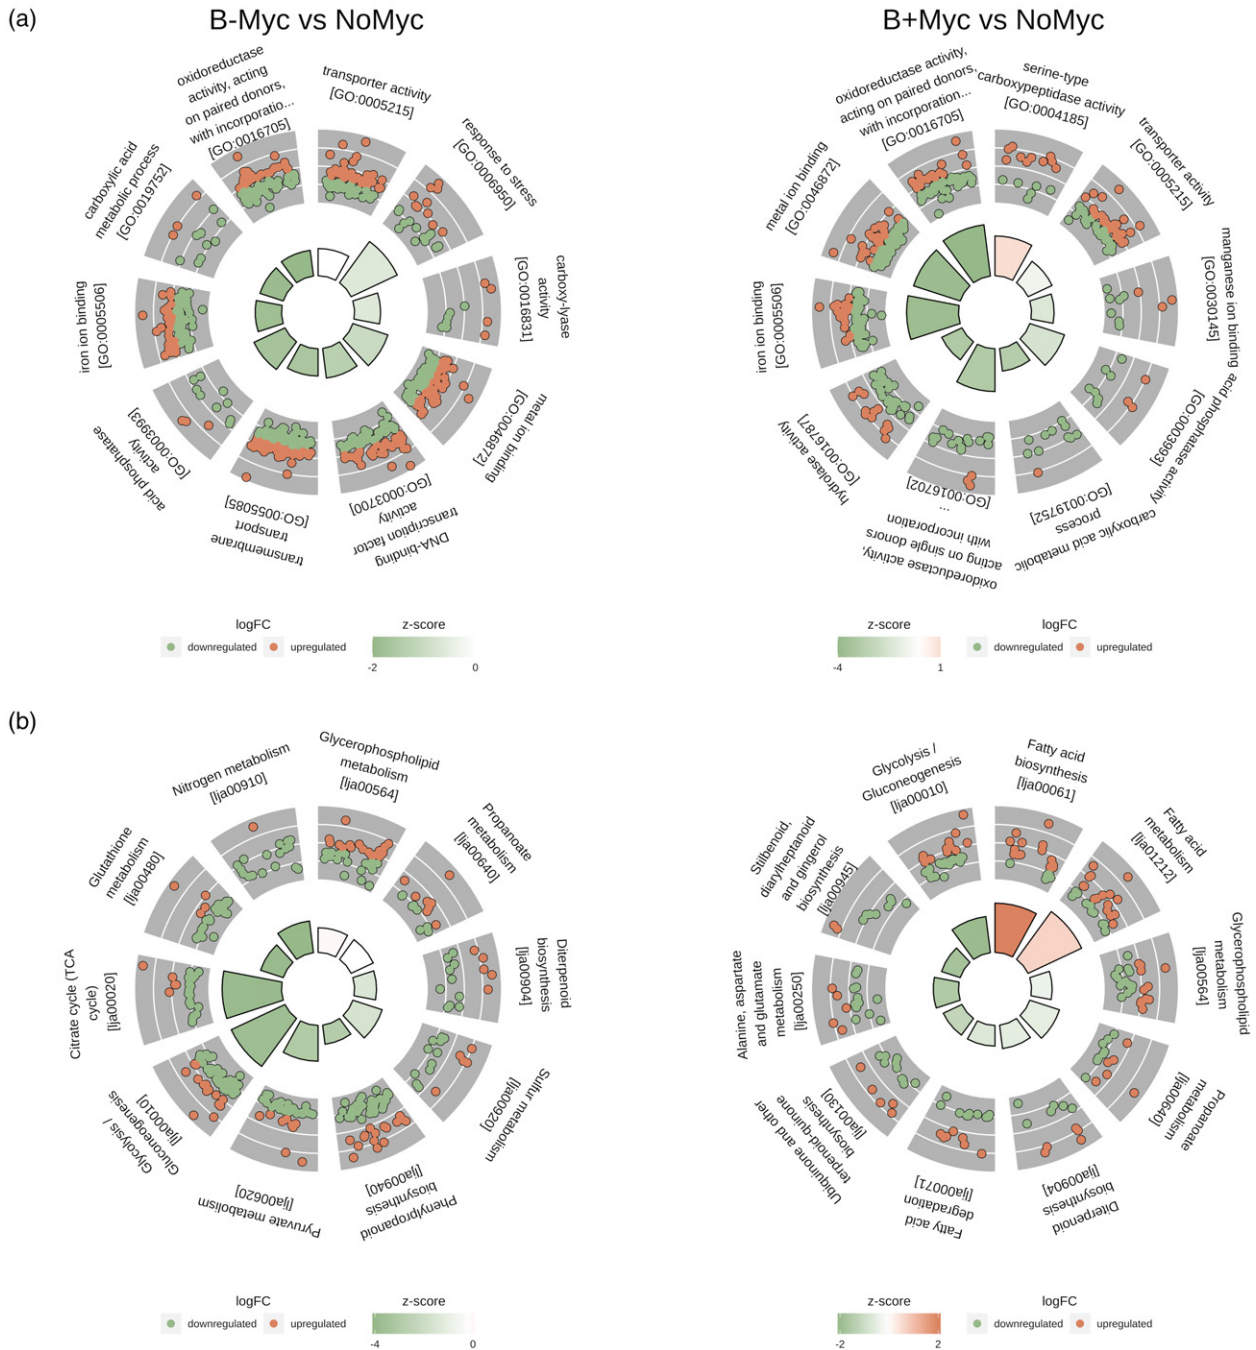 (a)
B-Myc vs NoMyc
B+Myc vs NoMyc
oxidoreductase
activity, acting
on paired donors,
with incorporatio...
[GO:0016705]
transporter activity
[GO:0005215]
response to stress
[GO:0006950]
carboxy-lyase
activity
[GO:0016831]
metal ion binding
[GO:0046872]
DNA-binding
transcription factor
activity
[GO:0003700]
transmembrane
transport
[GO:0055085]
acid phosphatase
activity
[GO:0003993]
iron ion binding
[GO:0005506]
carboxylic acid
metabolic process
[GO:0019752]
oxidoreductase activity,
acting on paired donors,
with incorporation...
[GO:0016705]
serine-type
carboxypeptidase activity
[GO:0004185]
transporter activity
[GO:0005215]
manganese ion binding
[GO:0030145]
acid phosphatase activity
[GO:0003993]
carboxylic acid metabolic
process
[GO:0019752]
oxidoreductase activity,
acting on single donors
with incorporation
...
[GO:0016702]
hydrolase activity
[GO:0016787]
iron ion binding
[GO:0005506]
metal ion binding
[GO:0046872]
logFC
downregulated
upregulated
z-score
-2
0
z-score
-4
1
logFC
downregulated
upregulated
(b)
Nitrogen metabolism
[lja00910]
Glycerophospholipid
metabolism
[lja00564]
Propanoate
metabolism
[lja00640]
Diterpenoid
biosynthesis
[lja00904]
Sulfur metabolism
[lja00920]
Phenylpropanoid
biosynthesis
[lja00940]
Pyruvate metabolism
[lja00620]
Glycolysis /
Gluconeogenesis
[lja00010]
Citrate cycle (TCA
cycle)
[lja00020]
Glutathione
metabolism
[lja00480]
Glycolysis /
Gluconeogenesis
[lja00010]
Fatty acid
biosynthesis
[lja00061]
Fatty acid
metabolism
[lja01212]
Glycerophospholipid
metabolism
[lja00564]
Propanoate
metabolism
[lja00640]
Diterpenoid
biosynthesis
[lja00904]
Fatty acid
degradation
[lja00071]
Ubiquinone and other
terpenoid-quinone
biosynthesis
[lja00130]
Alanine, aspartate
and glutamate
metabolism
[lja00250]
Stilbenoid,
diarylheptanoid
and gingerol
biosynthesis
[lja00945]
logFC
downregulated
upregulated
z-score
-4
0
z-score
-2
2
logFC
downregulated
upregulated